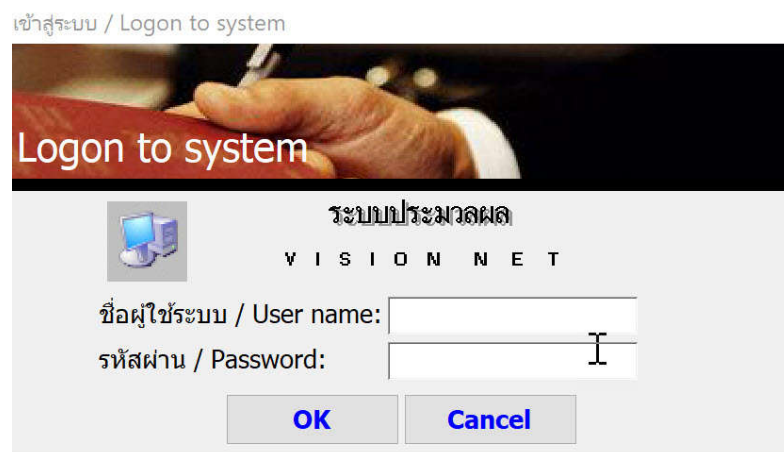 เข้าสู่ระบบ / Logon to system
Logon to system
ระบบประมวลผล
VISION NET
ชื่อผู้ใช้ระบบ / User name:
รหัสผ่าน / Password:
OK Cancel